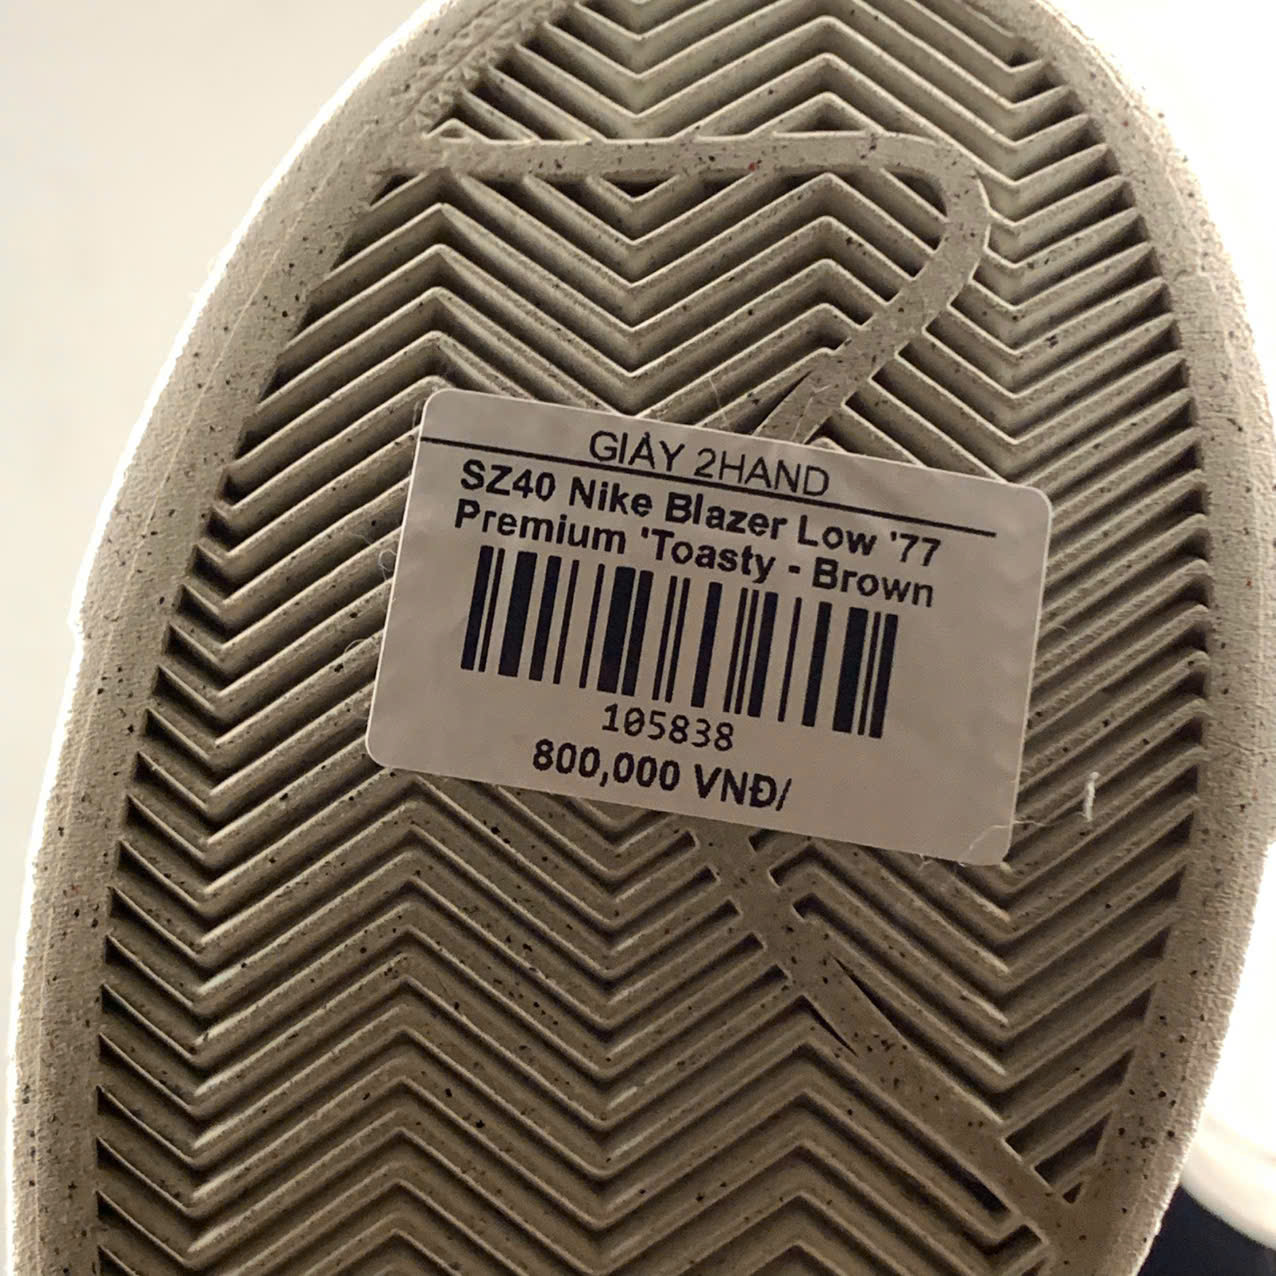 GIÀY 2HAND
SZ40 Nike Blazer Low '77
Premium 'Toasty - Brown
105838
800,000 VNĐ/